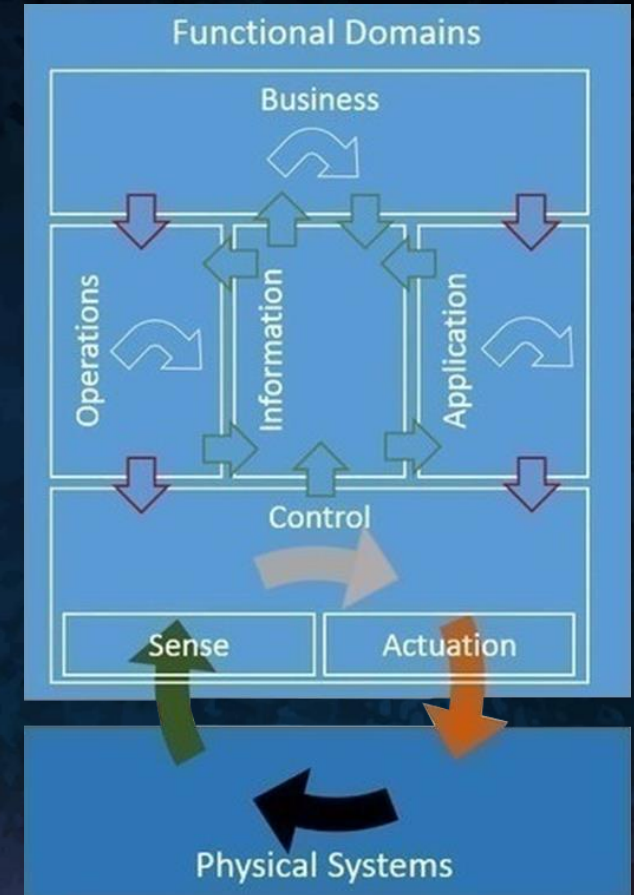 Functional Domains
Business
Operations
Information
Application
Control
Sense
Actuation
Physical Systems